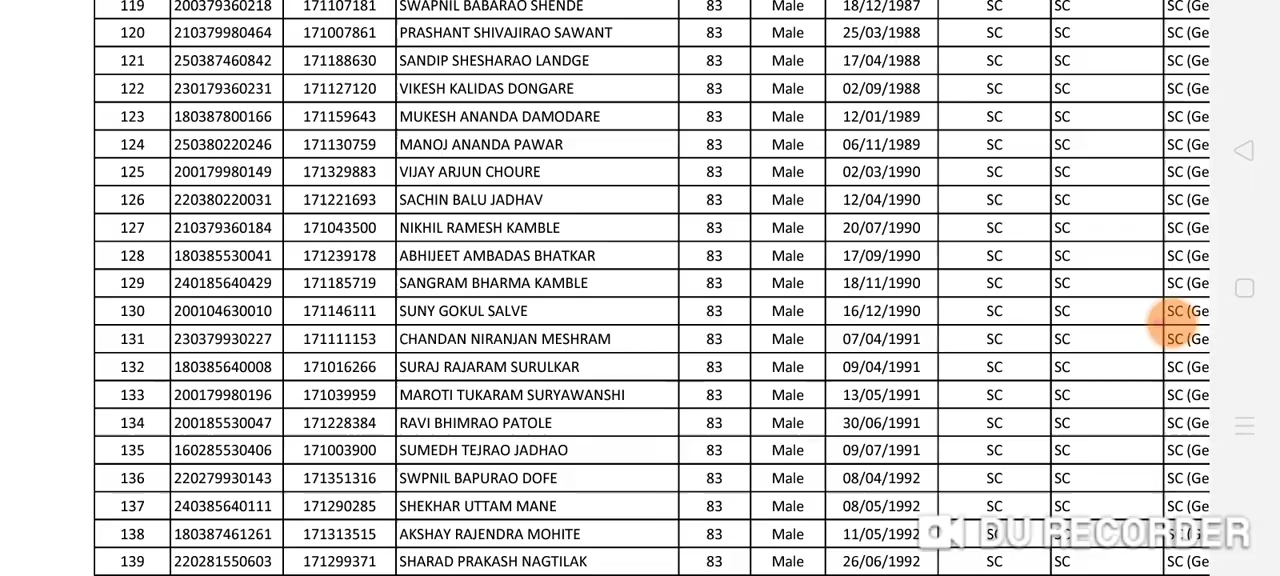 119 200379360218 171107181 SWAPNIL BABARAO SHENDE 83 Male 18/12/1987 SC SC SC (Ge
120 210379980464 171007861 PRASHANT SHIVAJIRAO SAWANT 83 Male 25/03/1988 SC SC SC (Ge
121 250387460842 171188630 SANDIP SHESHARAO LANDGE 83 Male 17/04/1988 SC SC SC (Ge
122 230179360231 171127120 VIKESH KALIDAS DONGARE 83 Male 02/09/1988 SC SC SC (Ge
123 180387800166 171159643 MUKESH ANANDA DAMODARE 83 Male 12/01/1989 SC SC SC (Ge
124 250380220246 171130759 MANOJ ANANDA PAWAR 83 Male 06/11/1989 SC SC SC (Ge
125 200179980149 171329883 VIJAY ARJUN CHOURE 83 Male 02/03/1990 SC SC SC (Ge
126 220380220031 171221693 SACHIN BALU JADHAV 83 Male 12/04/1990 SC SC SC (Ge
127 210379360184 171043500 NIKHIL RAMESH KAMBLE 83 Male 20/07/1990 SC SC SC (Ge
128 180385530041 171239178 ABHIJEET AMBADAS BHATKAR 83 Male 17/09/1990 SC SC SC (Ge
129 240185640429 171185719 SANGRAM BHARMA KAMBLE 83 Male 18/11/1990 SC SC SC (Ge
130 200104630010 171146111 SUNY GOKUL SALVE 83 Male 16/12/1990 SC SC SC (Ge
131 230379930227 171111153 CHANDAN NIRANJAN MESHRAM 83 Male 07/04/1991 SC SC SC (Ge
132 180385640008 171016266 SURAJ RAJARAM SURULKAR 83 Male 09/04/1991 SC SC SC (Ge
133 200179980196 171039959 MAROTI TUKARAM SURYAWANSHI 83 Male 13/05/1991 SC SC SC (Ge
134 200185530047 171228384 RAVI BHIMRAO PATOLE 83 Male 30/06/1991 SC SC SC (Ge
135 160285530406 171003900 SUMEDH TEJRAO JADHAO 83 Male 09/07/1991 SC SC SC (Ge
136 220279930143 171351316 SWPNIL BAPURAO DOFE 83 Male 08/04/1992 SC SC SC (Ge
137 240385640111 171290285 SHEKHAR UTTAM MANE 83 Male 08/05/1992 SC SC SC (Ge
138 180387461261 171313515 AKSHAY RAJENDRA MOHITE 83 Male 11/05/1992 SC SC SC (Ge
DU RECORDER
139 220281550603 171299371 SHARAD PRAKASH NAGTILAK 83 Male 26/06/1992 SC SC SC (Ge